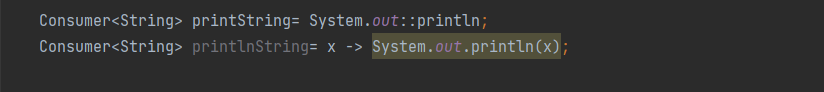 Consumer<String> printString= System.out::println;
Consumer<String> printlnString= x -> System.out.println(x);